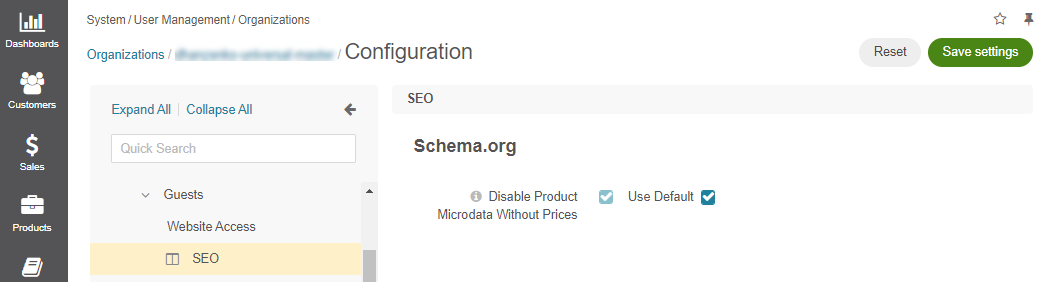 System / User Management / Organizations
Organizations / / Configuration
Reset
Save settings
Dashboards
Customers
Sales
Products
Expand All | Collapse All
Quick Search
Guests
Website Access
SEO
SEO
Schema.org
Disable Product
Microdata Without Prices
Use Default